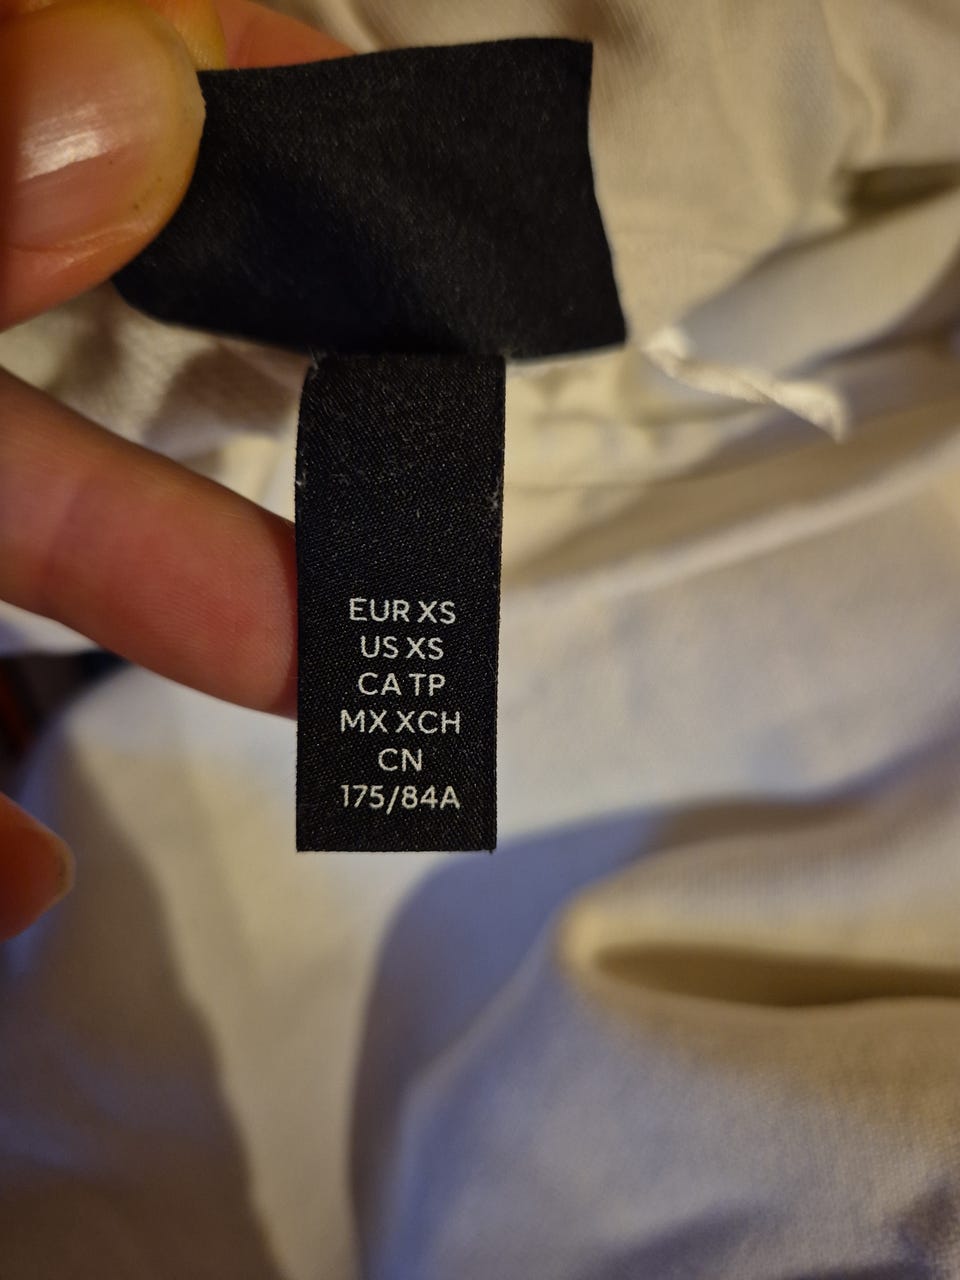 EUR XS
US XS
CA TP
MX XCH
CN
175/84A